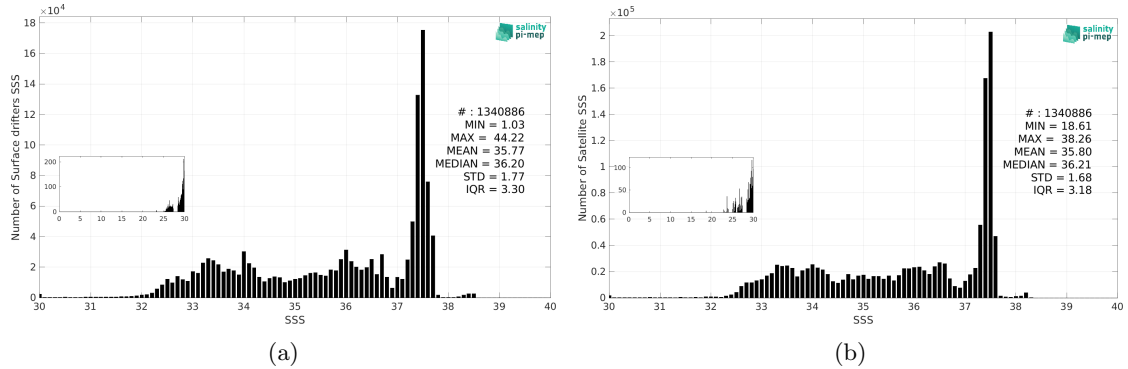 ×10^4
18
16
14
12
10
8
6
4
2
0
Number of Surface drifters SSS
salinity
pi-mep
# : 1340886
MIN = 1.03
MAX = 44.22
MEAN = 35.77
MEDIAN = 36.20
STD = 1.77
IQR = 3.30
200
100
0
0 5 10 15 20 25 30
30 31 32 33 34 35 36 37 38 39 40
SSS
(a)
×10^5
2
1.8
1.6
1.4
1.2
1
0.8
0.6
0.4
0.2
0
Number of Satellite SSS
salinity
pi-mep
# : 1340886
MIN = 18.61
MAX = 38.26
MEAN = 35.80
MEDIAN = 36.21
STD = 1.68
IQR = 3.18
100
50
0
0 5 10 15 20 25 30
30 31 32 33 34 35 36 37 38 39 40
SSS
(b)